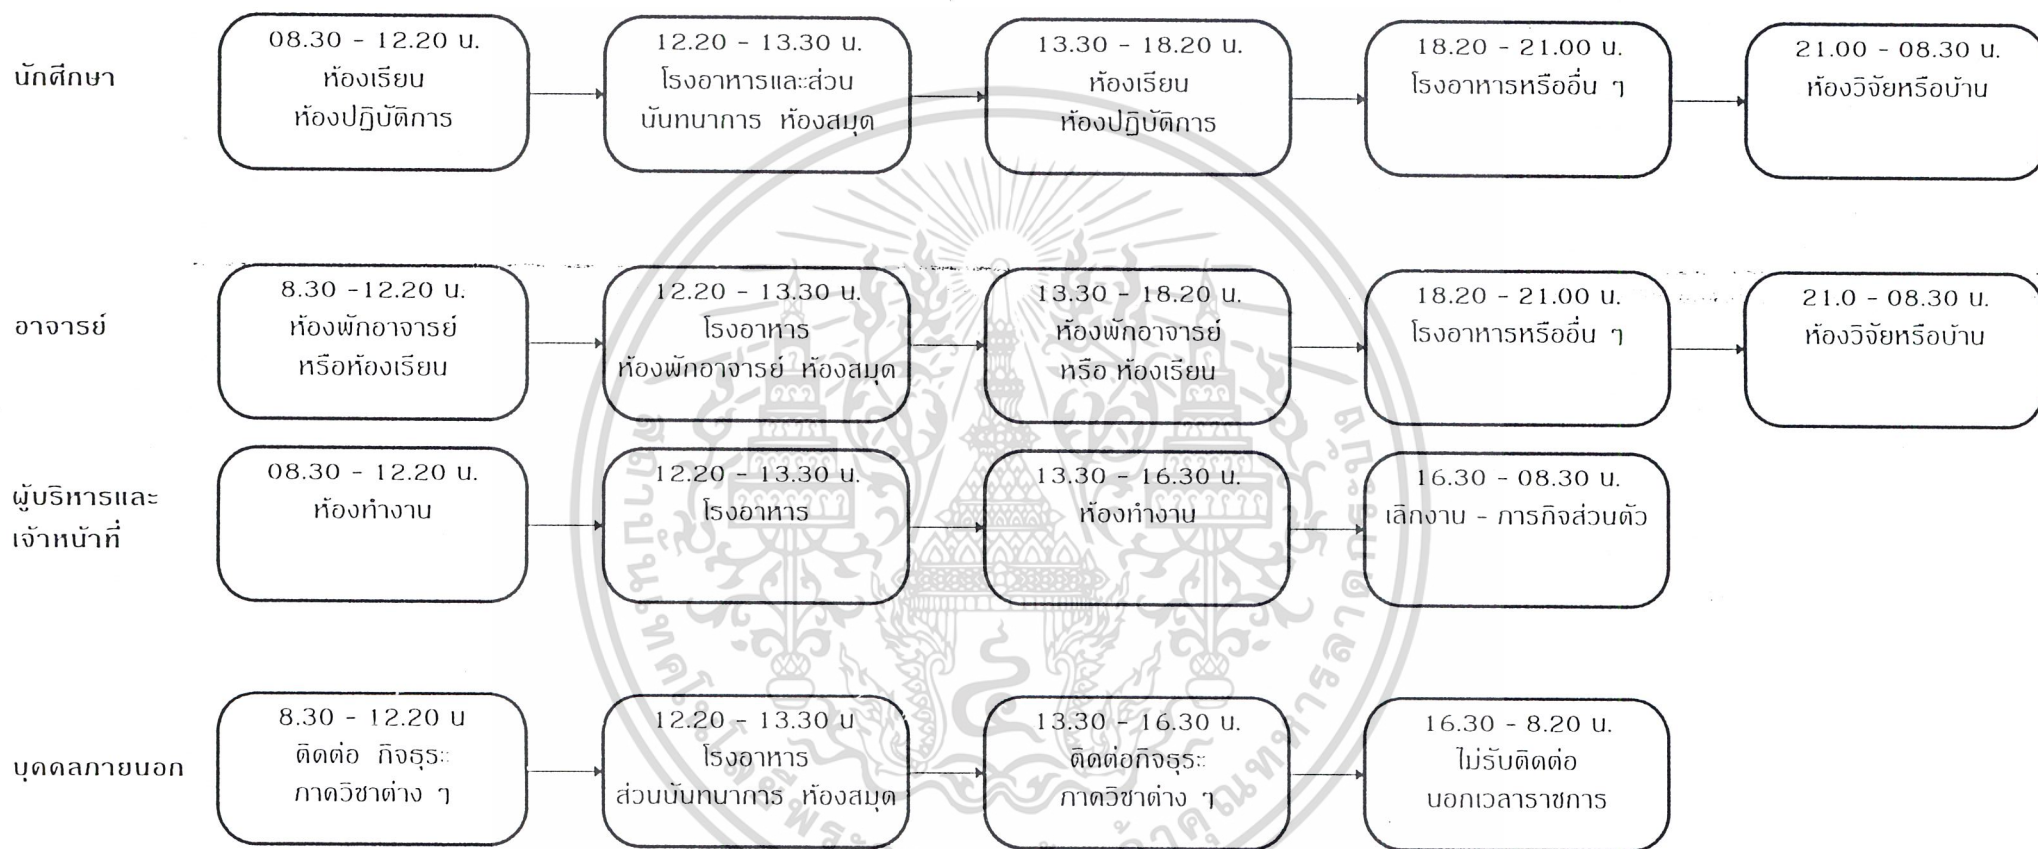 นักศึกษา
08.30 - 12.20 น.
ห้องเรียน
ห้องปฏิบัติการ
12.20 - 13.30 น.
โรงอาหารและส่วน
นันทนาการ ห้องสมุด
13.30 - 18.20 น.
ห้องเรียน
ห้องปฏิบัติการ
18.20 - 21.00 น.
โรงอาหารหรืออื่น ๆ
21.00 - 08.30 น.
ห้องวิจัยหรือบ้าน
อาจารย์
8.30 -12.20 น.
ห้องพักอาจารย์
หรือห้องเรียน
12.20 - 13.30 น.
โรงอาหาร
ห้องพักอาจารย์ ห้องสมุด
13.30 - 18.20 น.
ห้องพักอาจารย์
หรือ ห้องเรียน
18.20 - 21.00 น.
โรงอาหารหรืออื่น ๆ
21.0 - 08.30 น.
ห้องวิจัยหรือบ้าน
ผู้บริหารและ
เจ้าหน้าที่
08.30 - 12.20 น.
ห้องทำงาน
12.20 - 13.30 น.
โรงอาหาร
13.30 - 16.30 น.
ห้องทำงาน
16.30 - 08.30 น.
เลิกงาน - ภารกิจส่วนตัว
บุคคลภายนอก
8.30 - 12.20 น
ติดต่อ กิจธุระ
ภาควิชาต่าง ๆ
12.20 - 13.30 น
โรงอาหาร
ส่วนนันทนาการ ห้องสมุด
13.30 - 16.30 น.
ติดต่อกิจธุระ
ภาควิชาต่าง ๆ
16.30 - 8.20 น.
ไม่รับติดต่อ
นอกเวลาราชการ